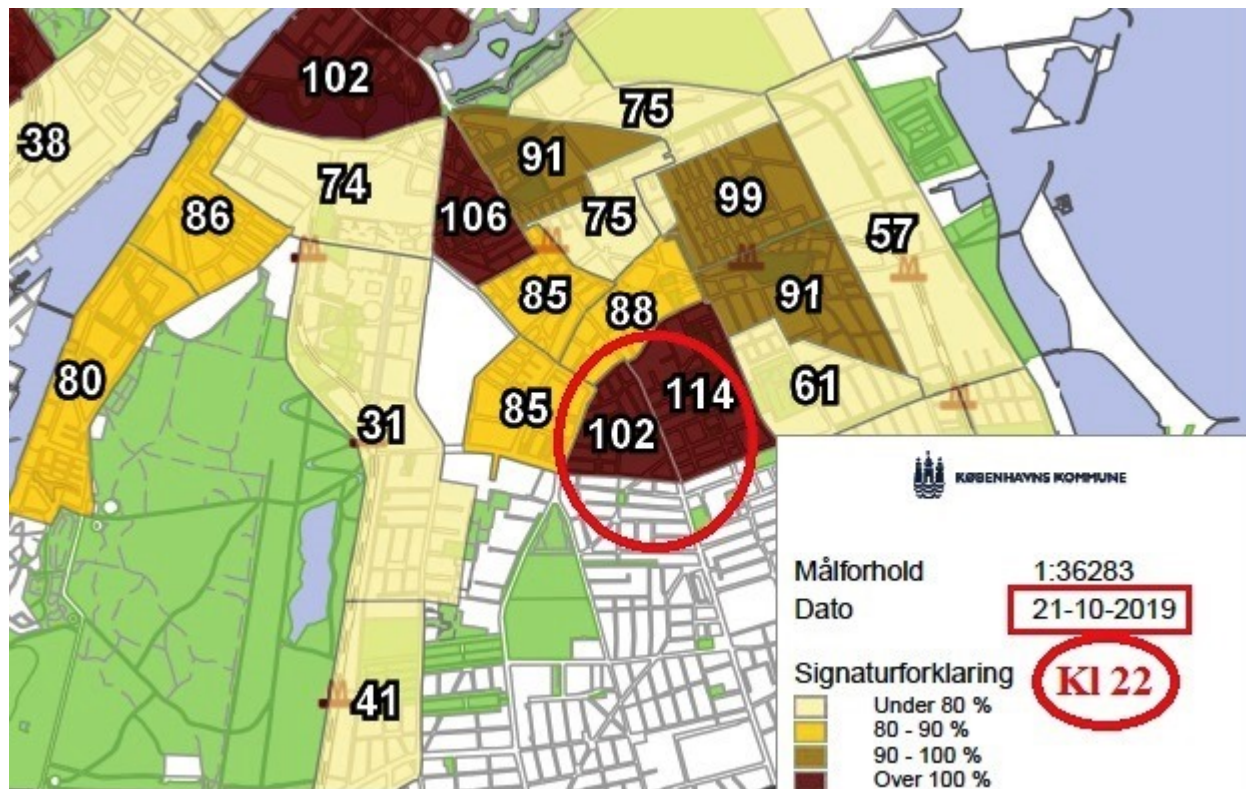 102
75
38
91
74
99
86
106
75
57
85
91
88
80
61
114
85
31
102
KØBENHAVNS KOMMUNE
Målforhold 1:36283
Dato 21-10-2019
Signaturforklaring
Kl 22
41
Under 80 %
80 - 90 %
90 - 100 %
Over 100 %
M
M
M
M
M
M